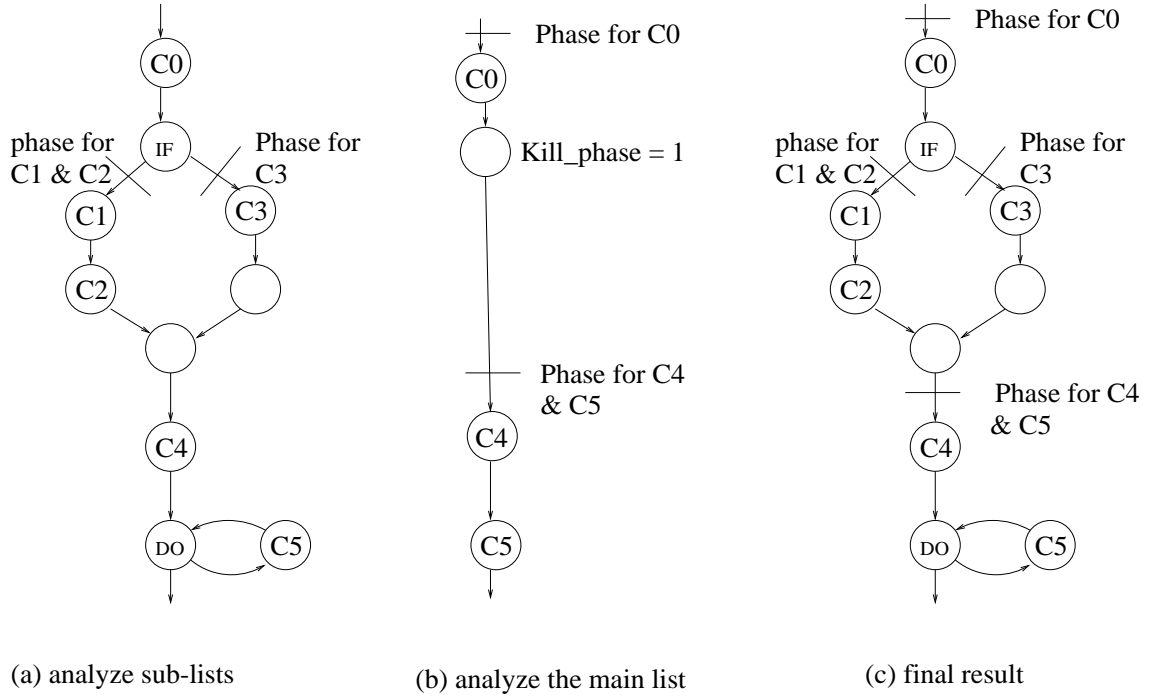 C0
IF
phase for
C1 & C2
Phase for
C3
C1
C3
C2
C4
DO
C5
(a) analyze sub-lists
Phase for C0
C0
Kill_phase = 1
Phase for C4
& C5
C4
C5
(b) analyze the main list
Phase for C0
C0
IF
phase for
C1 & C2
Phase for
C3
C1
C3
C2
Phase for C4
& C5
C4
DO
C5
(c) final result